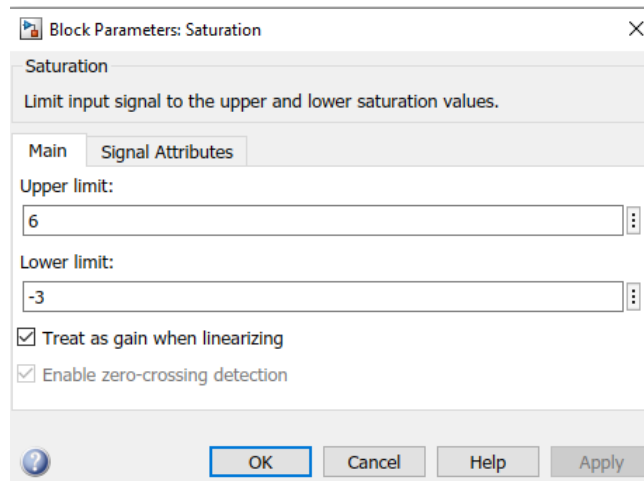 Block Parameters: Saturation
Saturation
Limit input signal to the upper and lower saturation values.
Main Signal Attributes
Upper limit:
6
Lower limit:
-3
Treat as gain when linearizing
Enable zero-crossing detection
? OK Cancel Help Apply